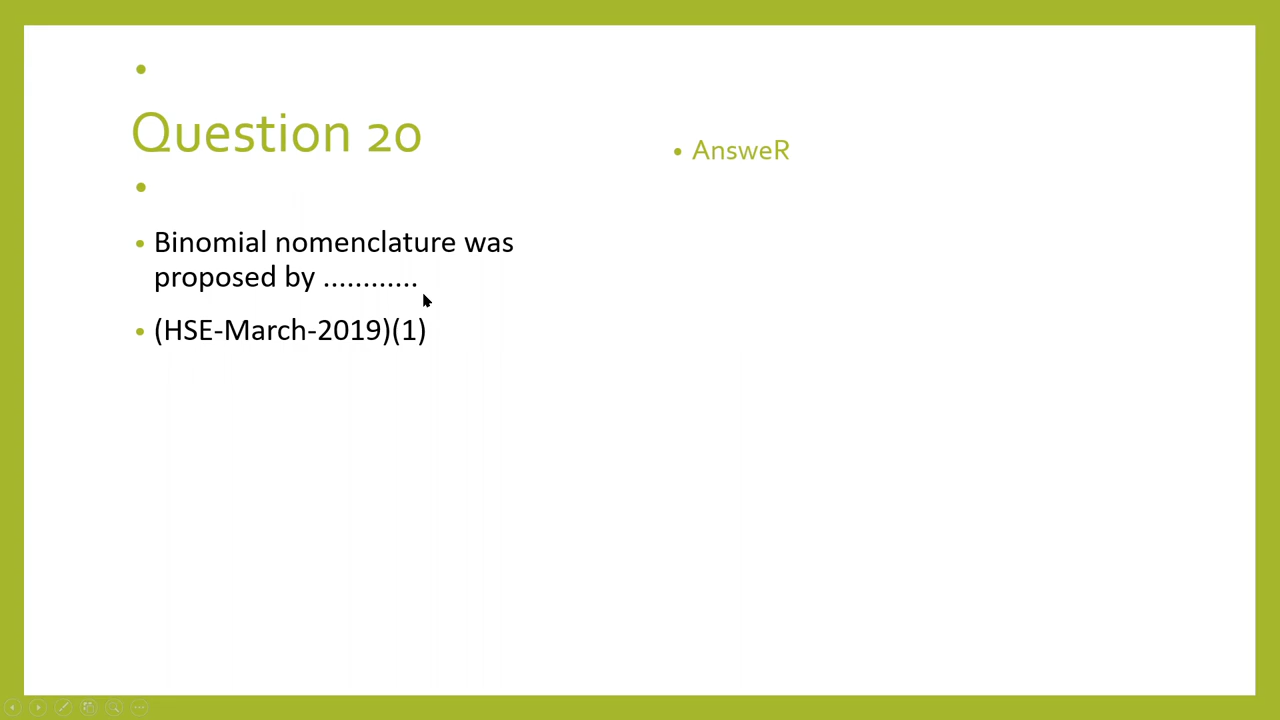 Question 20
Binomial nomenclature was
proposed by ............
(HSE-March-2019)(1)
AnsweR